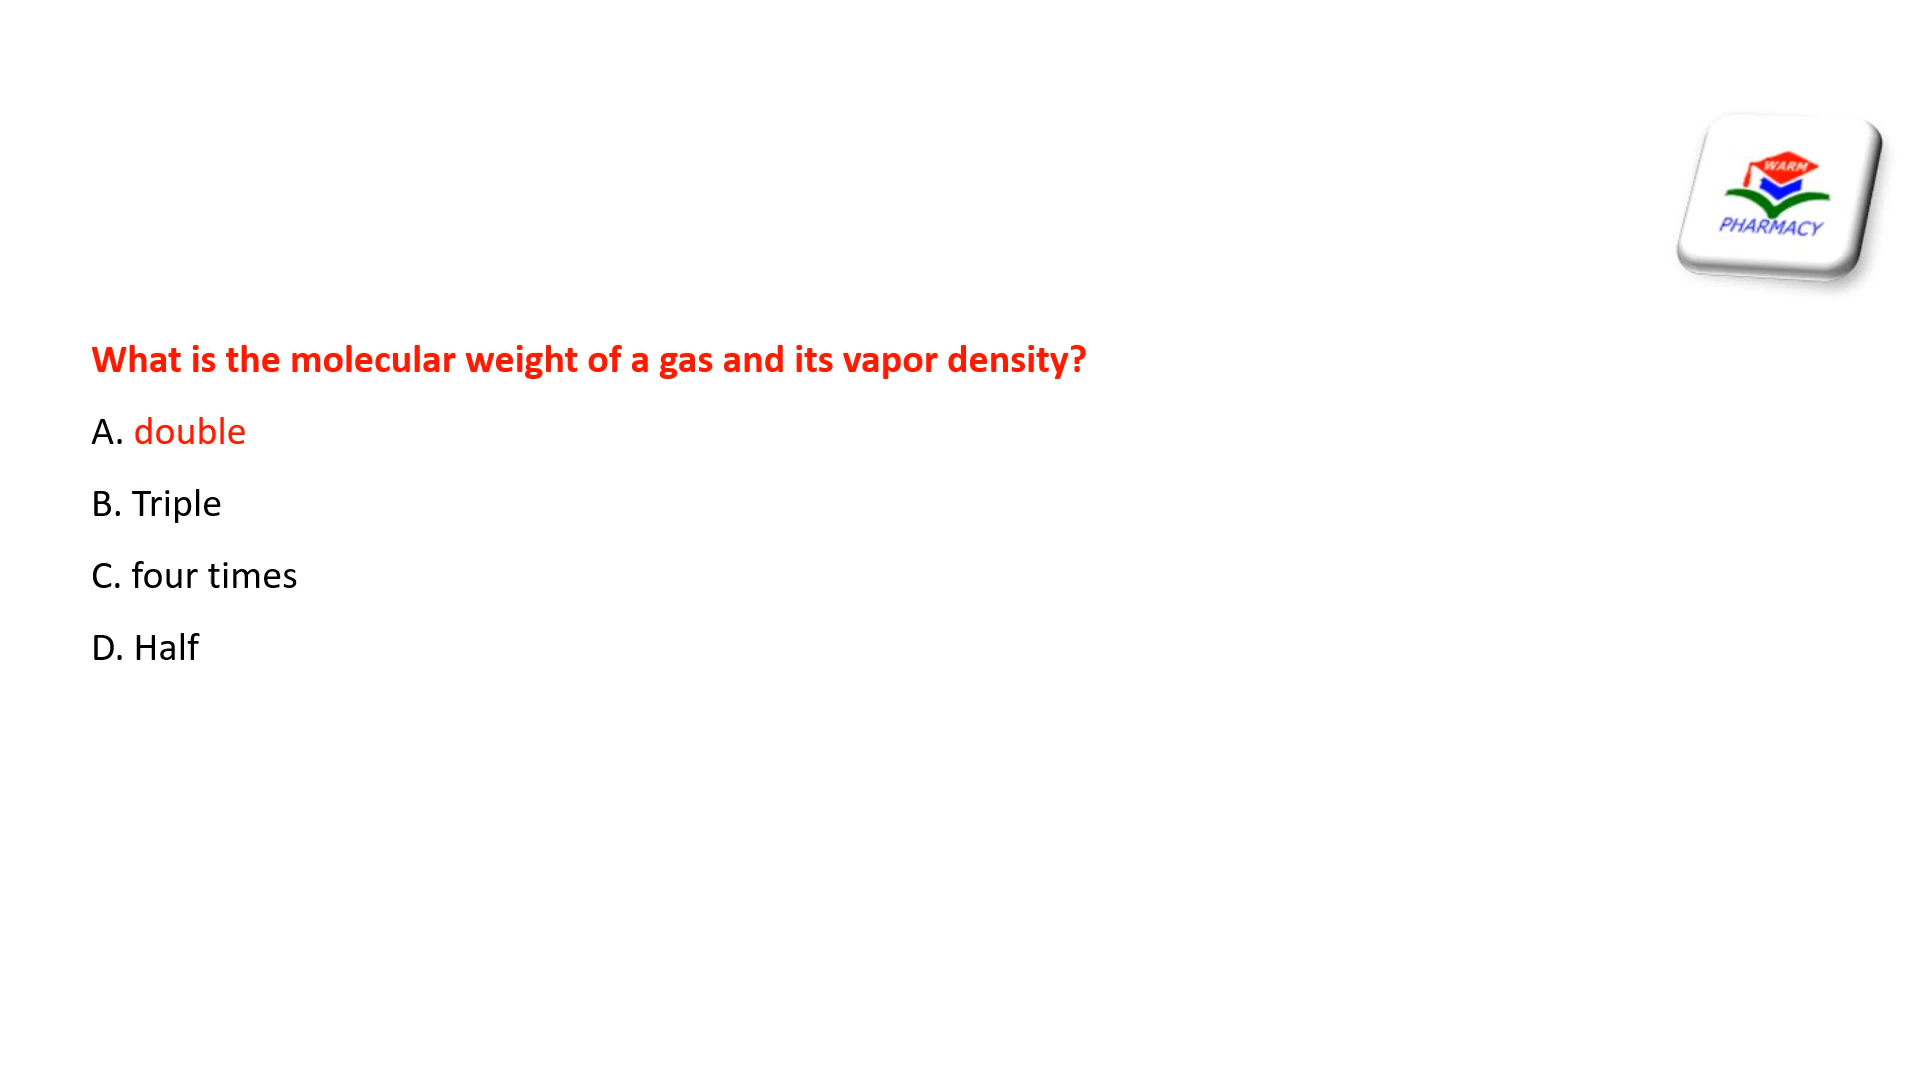 WARM
PHARMACY
What is the molecular weight of a gas and its vapor density?
A. double
B. Triple
C. four times
D. Half